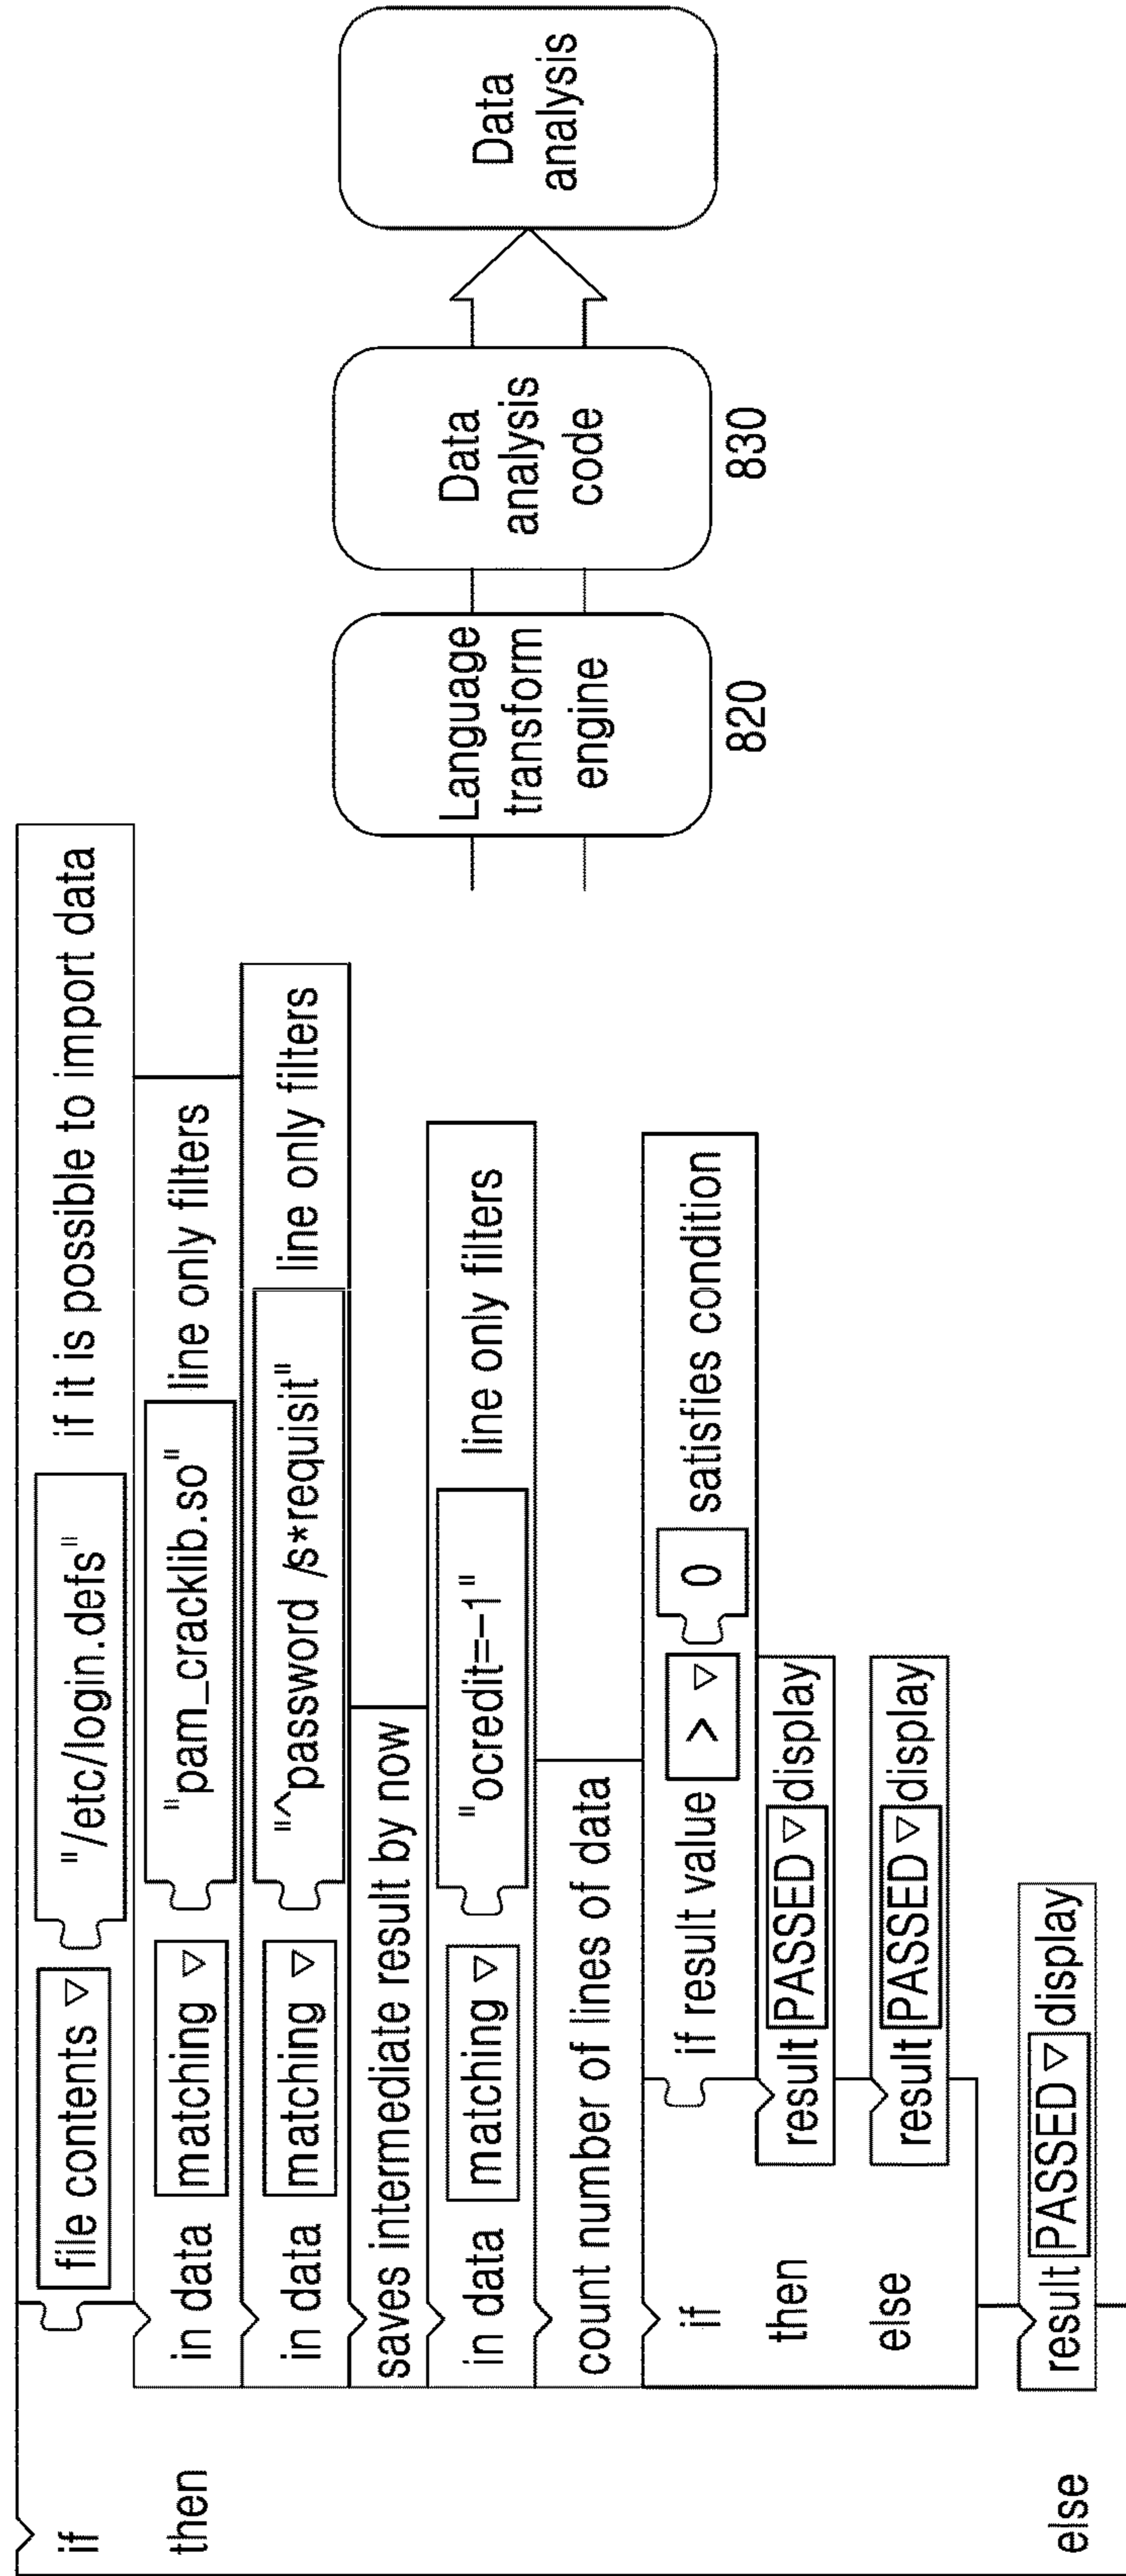 if file contents ▽ "/etc/login.defs" if it is possible to import data
then in data matching ▽ "pam_cracklib.so" line only filters
in data matching ▽ "^password /s*requisit" line only filters
saves intermediate result by now
in data matching ▽ "ocredit=−1" line only filters
count number of lines of data
if if result value > ▽ 0 satisfies condition
then result PASSED ▽ display
else result PASSED ▽ display
else result PASSED ▽ display
Language
transform
engine
820
Data
analysis
code
830
Data
analysis